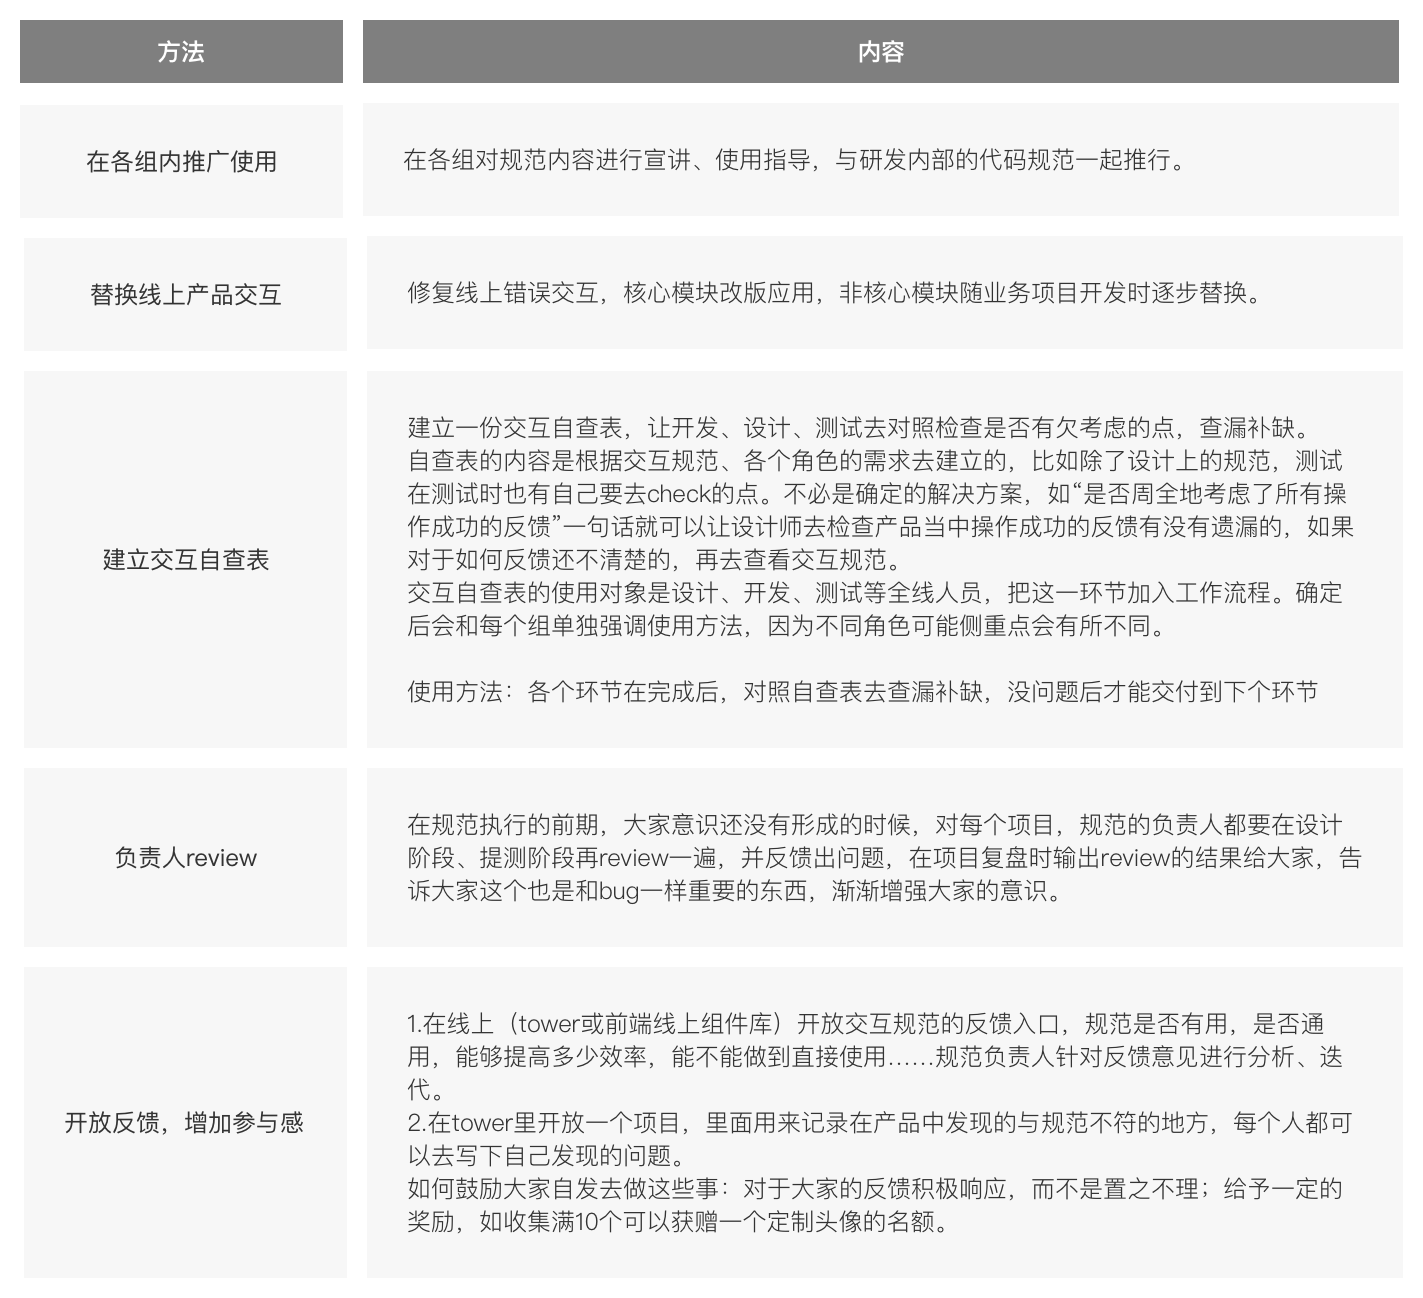 方法
内容
在各组内推广使用
在各组对规范内容进行宣讲、使用指导，与研发内部的代码规范一起推行。
替换线上产品交互
修复线上错误交互，核心模块改版应用，非核心模块随业务项目开发时逐步替换。
建立交互自查表
建立一份交互自查表，让开发、设计、测试去对照检查是否有欠考虑的点，查漏补缺。
自查表的内容是根据交互规范、各个角色的需求去建立的，比如除了设计上的规范，测试
在测试时也有自己要去check的点。不必是确定的解决方案，如“是否周全地考虑了所有操
作成功的反馈”一句话就可以让设计师去检查产品当中操作成功的反馈有没有遗漏的，如果
对于如何反馈还不清楚的，再去查看交互规范。
交互自查表的使用对象是设计、开发、测试等全线人员，把这一环节加入工作流程。确定
后会和每个组单独强调使用方法，因为不同角色可能侧重点会有所不同。
使用方法：各个环节在完成后，对照自查表去查漏补缺，没问题后才能交付到下个环节
负责人review
在规范执行的前期，大家意识还没有形成的时候，对每个项目，规范的负责人都要在设计
阶段、提测阶段再review一遍，并反馈出问题，在项目复盘时输出review的结果给大家，告
诉大家这个也是和bug一样重要的东西，渐渐增强大家的意识。
开放反馈，增加参与感
1.在线上（tower或前端线上组件库）开放交互规范的反馈入口，规范是否有用，是否通
用，能够提高多少效率，能不能做到直接使用……规范负责人针对反馈意见进行分析、迭
代。
2.在tower里开放一个项目，里面用来记录在产品中发现的与规范不符的地方，每个人都可
以去写下自己发现的问题。
如何鼓励大家自发去做这些事：对于大家的反馈积极响应，而不是置之不理；给予一定的
奖励，如收集满10个可以获赠一个定制头像的名额。